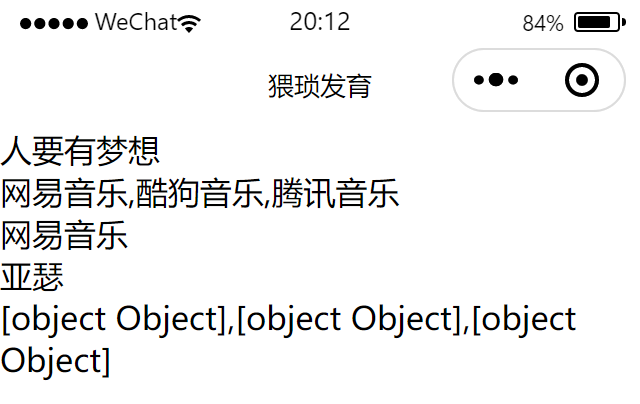 WeChat 20:12 84%
猥琐发育
人要有梦想
网易音乐,酷狗音乐,腾讯音乐
网易音乐
亚瑟
[object Object],[object Object],[object
Object]